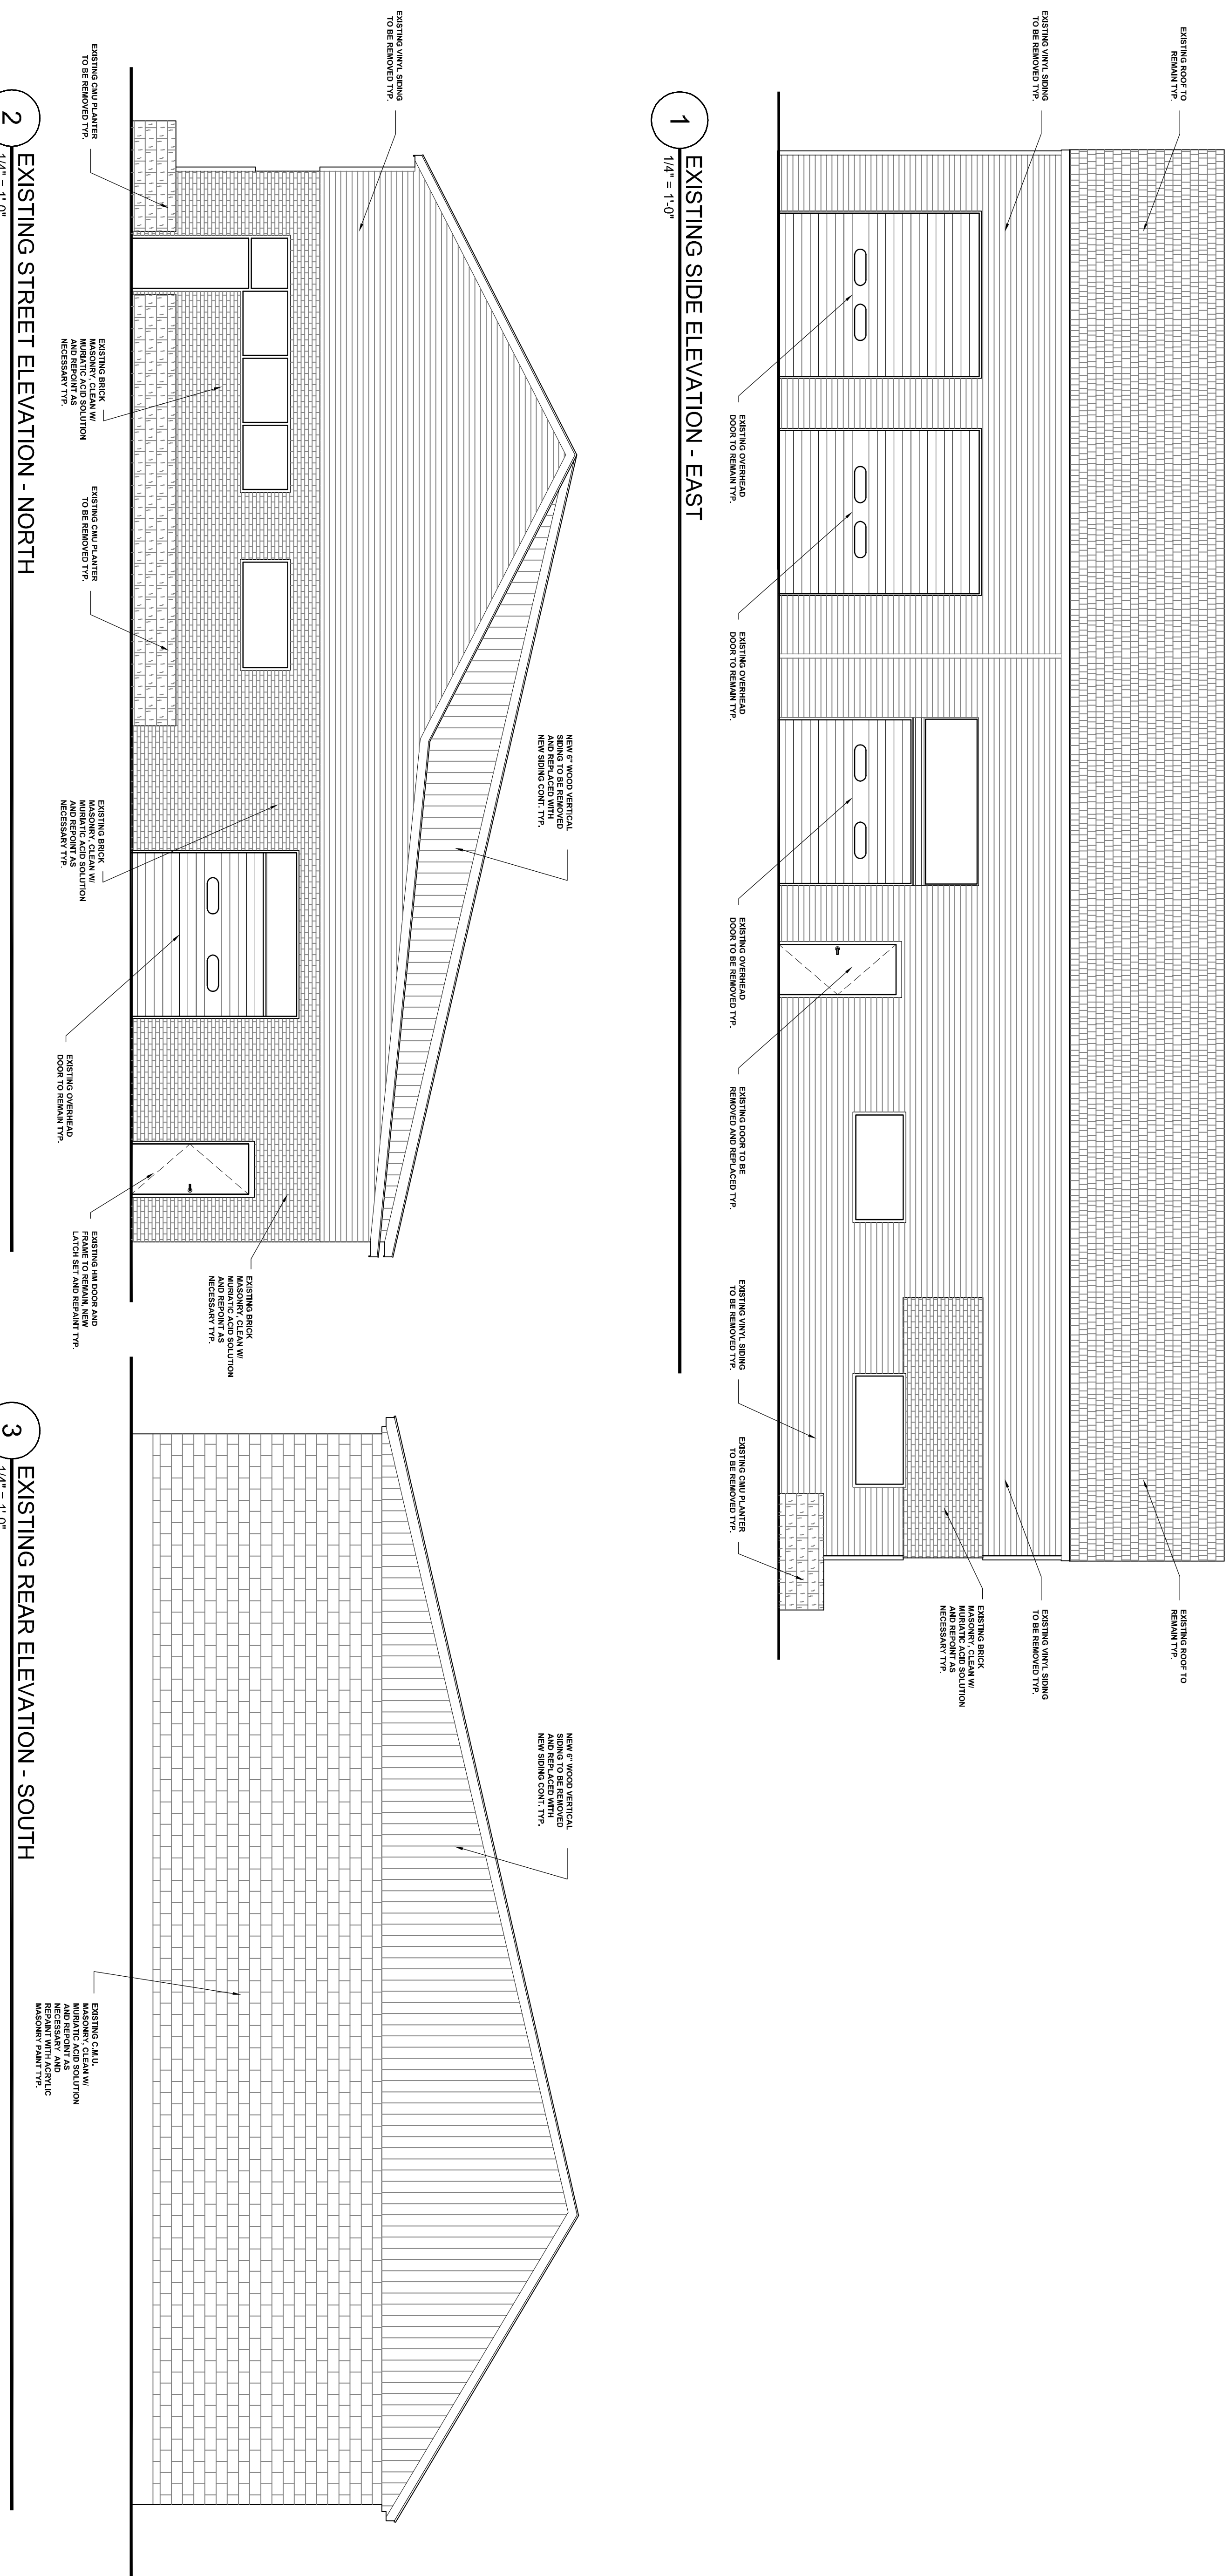 EXISTING ROOF TO
REMAIN TYP.
EXISTING ROOF TO
REMAIN TYP.
EXISTING VINYL SIDING
TO BE REMOVED TYP.
EXISTING VINYL SIDING
TO BE REMOVED TYP.
EXISTING BRICK
MASONRY, CLEAN W/
MURIATIC ACID SOLUTION
AND REPOINT AS
NECESSARY TYP.
EXISTING OVERHEAD
DOOR TO REMAIN TYP.
EXISTING OVERHEAD
DOOR TO REMAIN TYP.
EXISTING OVERHEAD
DOOR TO BE REMOVED TYP.
EXISTING DOOR TO BE
REMOVED AND REPLACED TYP.
EXISTING VINYL SIDING
TO BE REMOVED TYP.
EXISTING CMU PLANTER
TO BE REMOVED TYP.
1
EXISTING SIDE ELEVATION - EAST
1/4" = 1'-0"
NEW 6" WOOD VERTICAL
SIDING TO BE REMOVED
AND REPLACED WITH
NEW SIDING CONT. TYP.
EXISTING VINYL SIDING
TO BE REMOVED TYP.
EXISTING BRICK
MASONRY, CLEAN W/
MURIATIC ACID SOLUTION
AND REPOINT AS
NECESSARY TYP.
EXISTING CMU PLANTER
TO BE REMOVED TYP.
EXISTING BRICK
MASONRY, CLEAN W/
MURIATIC ACID SOLUTION
AND REPOINT AS
NECESSARY TYP.
EXISTING CMU PLANTER
TO BE REMOVED TYP.
EXISTING BRICK
MASONRY, CLEAN W/
MURIATIC ACID SOLUTION
AND REPOINT AS
NECESSARY TYP.
EXISTING OVERHEAD
DOOR TO REMAIN TYP.
EXISTING HM DOOR AND
FRAME TO REMAIN, NEW
LATCH SET AND REPAINT TYP.
2
EXISTING STREET ELEVATION - NORTH
1/4" = 1'-0"
NEW 6" WOOD VERTICAL
SIDING TO BE REMOVED
AND REPLACED WITH
NEW SIDING CONT. TYP.
EXISTING C.M.U.
MASONRY, CLEAN W/
MURIATIC ACID SOLUTION
AND REPOINT AS
NECESSARY AND
REPAINT WITH ACRYLIC
MASONRY PAINT TYP.
3
EXISTING REAR ELEVATION - SOUTH
1/4" = 1'-0"